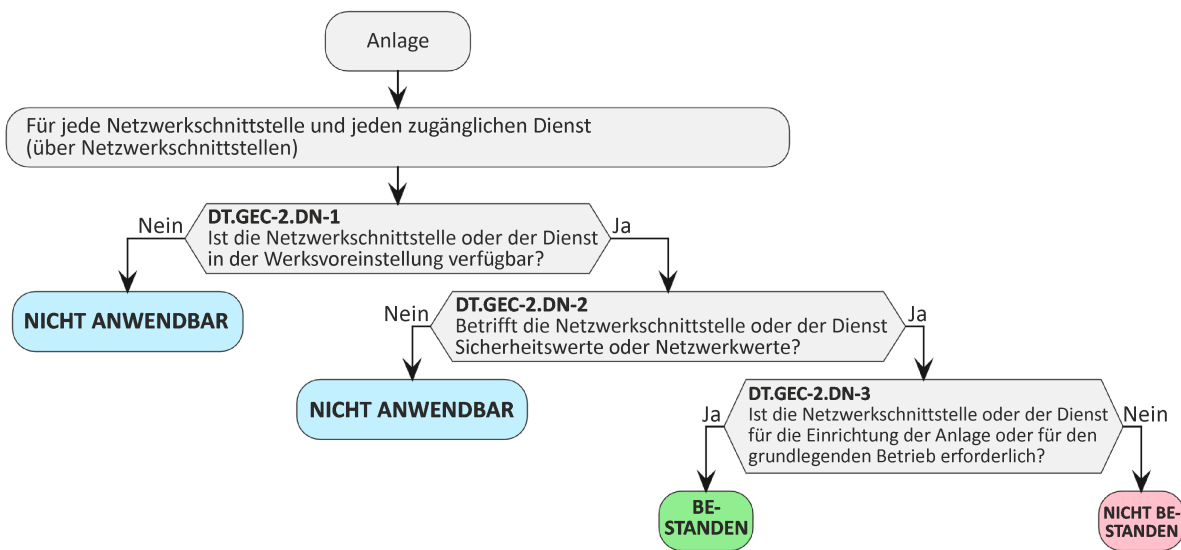 Anlage
Für jede Netzwerkschnittstelle und jeden zugänglichen Dienst
(über Netzwerkschnittstellen)
Nein
DT.GEC-2.DN-1
Ist die Netzwerkschnittstelle oder der Dienst
in der Werksvoreinstellung verfügbar?
Ja
NICHT ANWENDBAR
Nein
DT.GEC-2.DN-2
Betrifft die Netzwerkschnittstelle oder der Dienst
Sicherheitswerte oder Netzwerkwerte?
Ja
NICHT ANWENDBAR
Ja
DT.GEC-2.DN-3
Ist die Netzwerkschnittstelle oder der Dienst
für die Einrichtung der Anlage oder für den
grundlegenden Betrieb erforderlich?
Nein
BE-
STANDEN
NICHT BE-
STANDEN